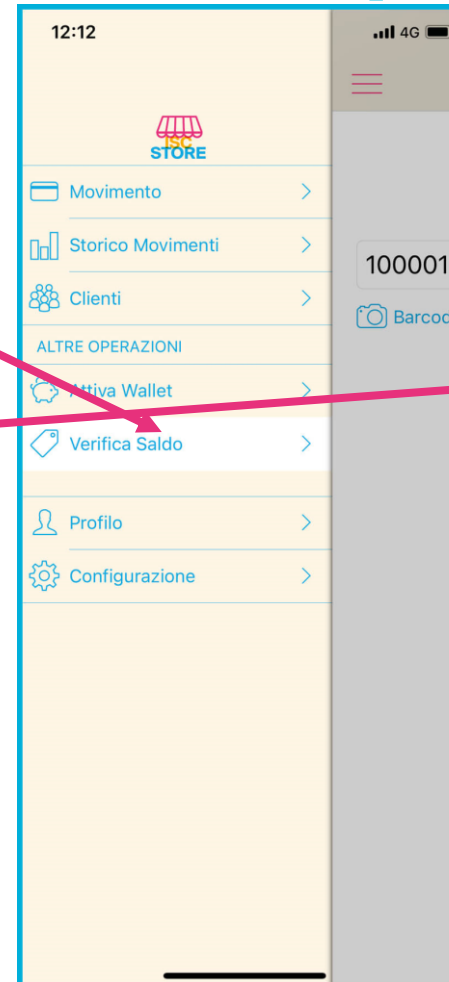 12:12
4G
ISC
STORE
Movimento
Storico Movimenti
Clienti
100001
Barcod
ALTRE OPERAZIONI
Attiva Wallet
Verifica Saldo
Profilo
Configurazione